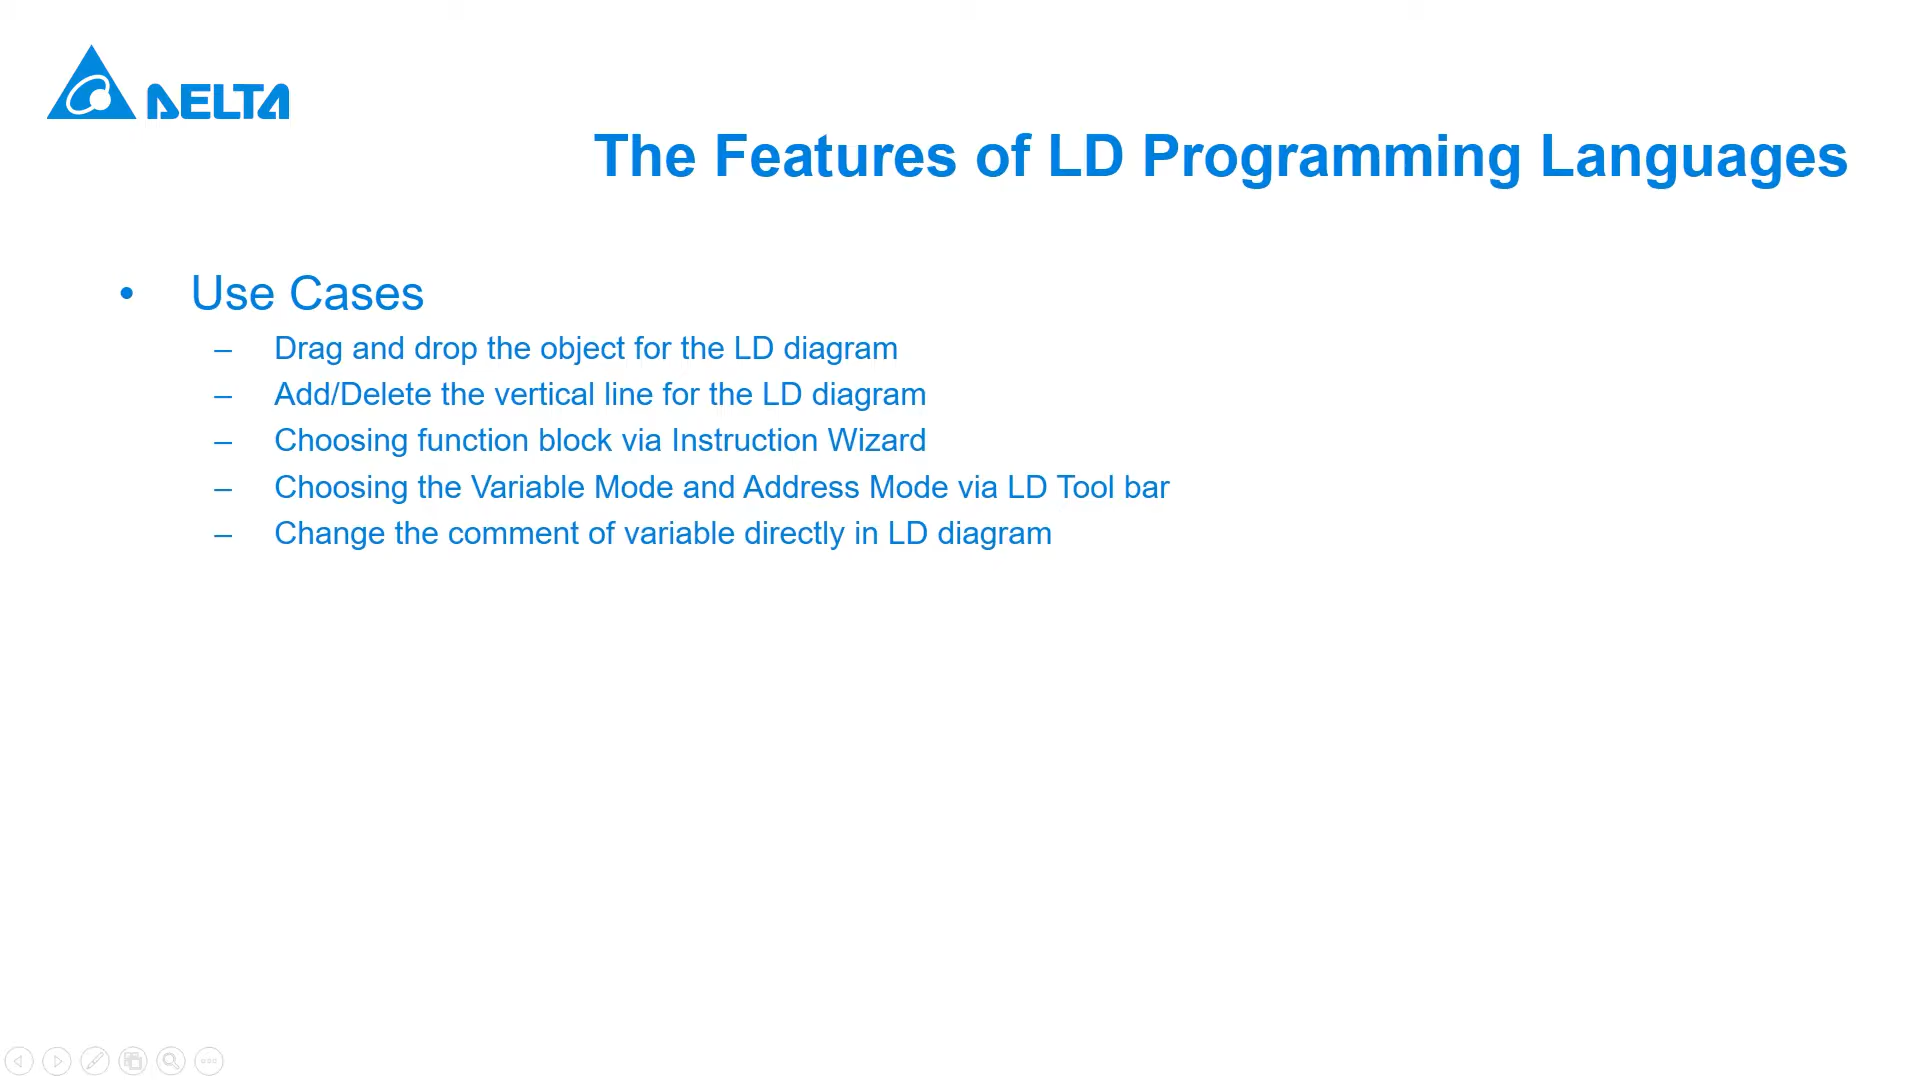 DELTA
The Features of LD Programming Languages
• Use Cases
– Drag and drop the object for the LD diagram
– Add/Delete the vertical line for the LD diagram
– Choosing function block via Instruction Wizard
– Choosing the Variable Mode and Address Mode via LD Tool bar
– Change the comment of variable directly in LD diagram